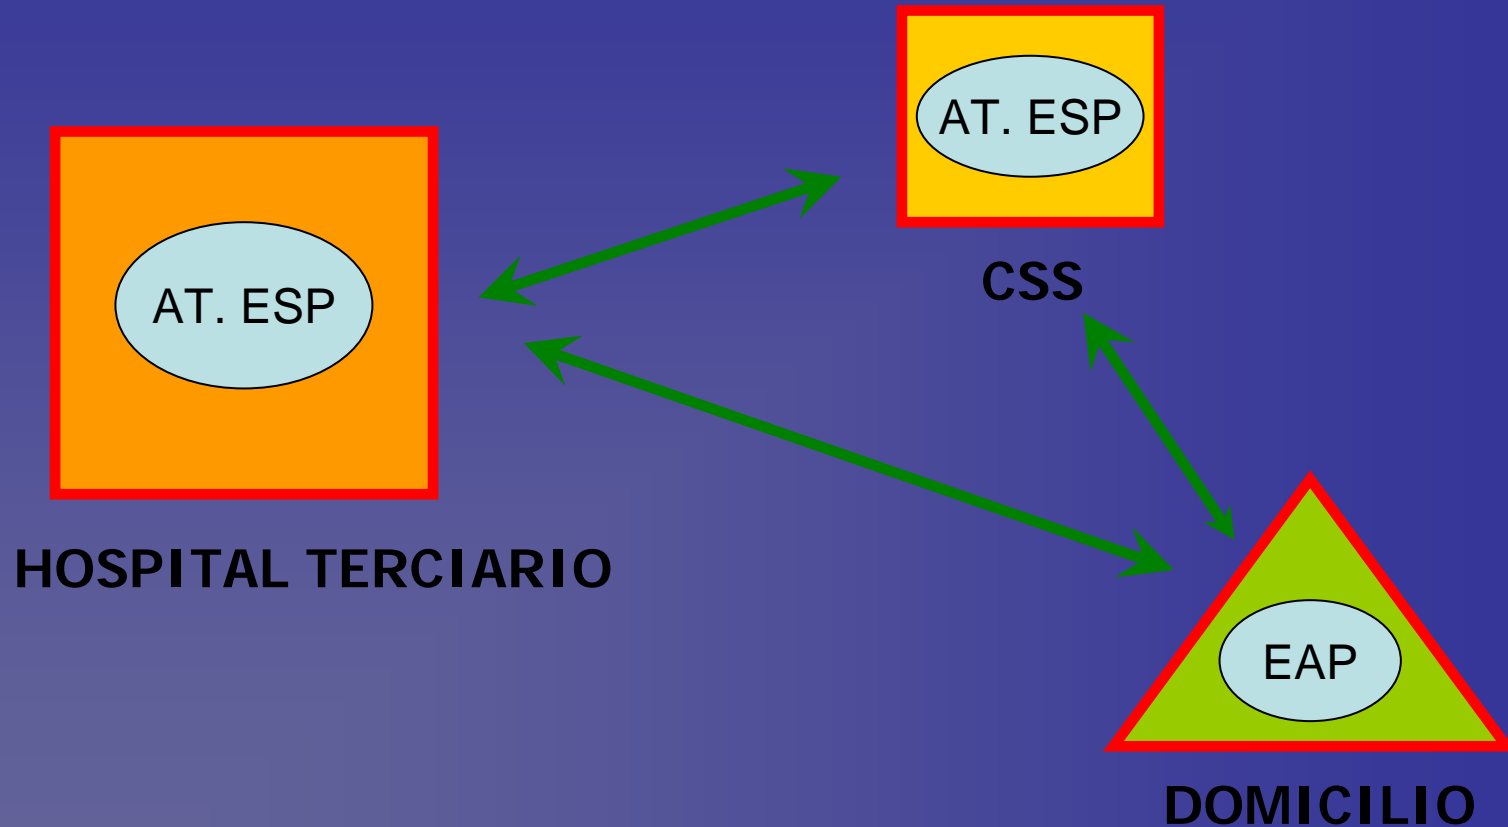 AT. ESP
CSS
AT. ESP
HOSPITAL TERCIARIO
EAP
DOMICILIO